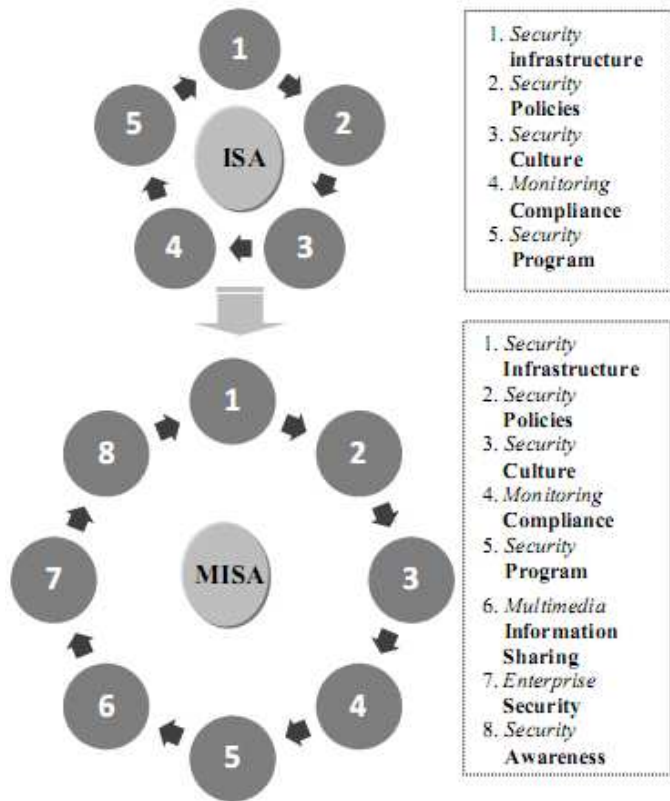 1
2
3
4
5
ISA
1. Security
infrastructure
2. Security
Policies
3. Security
Culture
4. Monitoring
Compliance
5. Security
Program
1
2
3
4
5
6
7
8
MISA
1. Security
Infrastructure
2. Security
Policies
3. Security
Culture
4. Monitoring
Compliance
5. Security
Program
6. Multimedia
Information
Sharing
7. Enterprise
Security
8. Security
Awareness